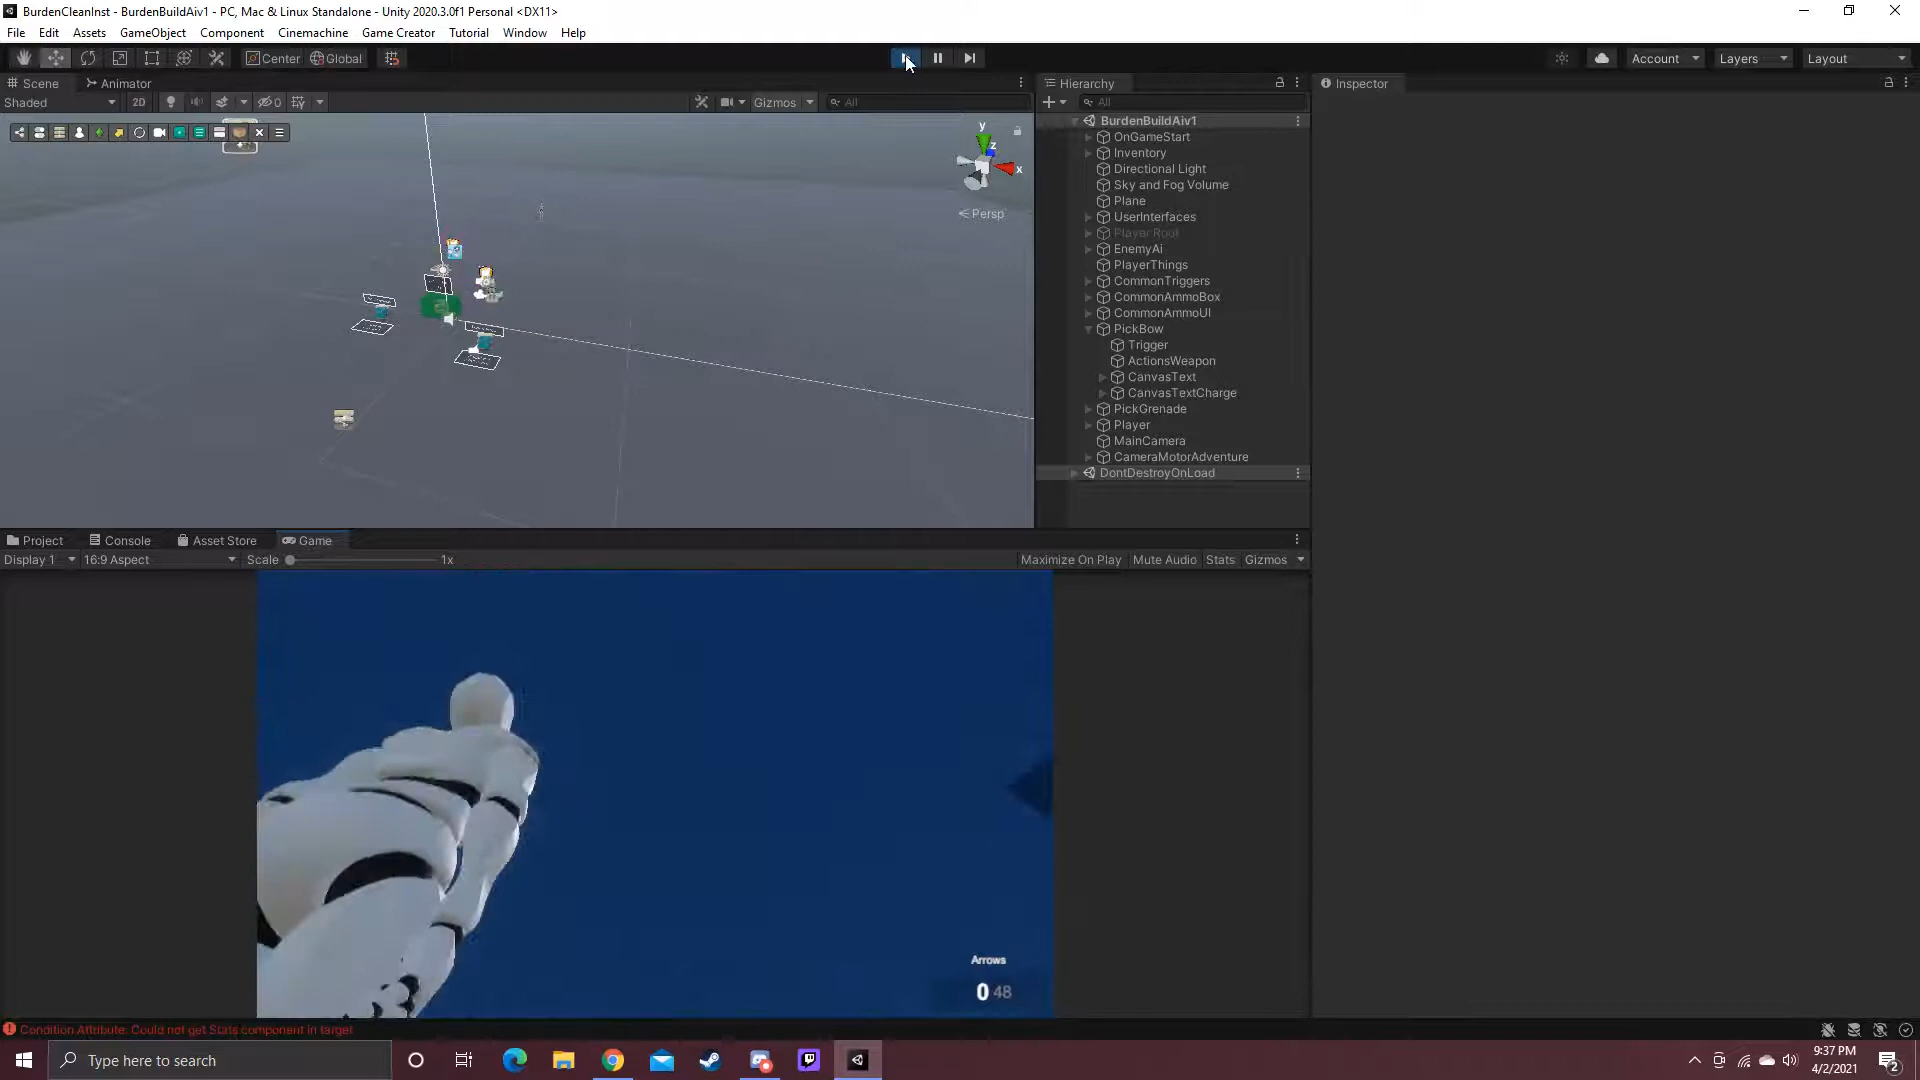 BurdenCleanInst - BurdenBuildAiv1 - PC, Mac & Linux Standalone - Unity 2020.3.0f1 Personal <DX11>
File Edit Assets GameObject Component Cinemachine Game Creator Tutorial Window Help
Center Global Account Layers Layout
Scene Animator
Shaded 2D 0 Gizmos All
y
z
x
Persp
Hierarchy
All
BurdenBuildAiv1
OnGameStart
Inventory
Directional Light
Sky and Fog Volume
Plane
UserInterfaces
Player Root
EnemyAi
PlayerThings
CommonTriggers
CommonAmmoBox
CommonAmmoUI
PickBow
Trigger
ActionsWeapon
CanvasText
CanvasTextCharge
PickGrenade
Player
MainCamera
CameraMotorAdventure
DontDestroyOnLoad
Inspector
Project Console Asset Store Game
Display 1 16:9 Aspect Scale 1x Maximize On Play Mute Audio Stats Gizmos
Arrows
0 48
Condition Attribute: Could not get Stats component in target
Type here to search
9:37 PM
4/2/2021
2